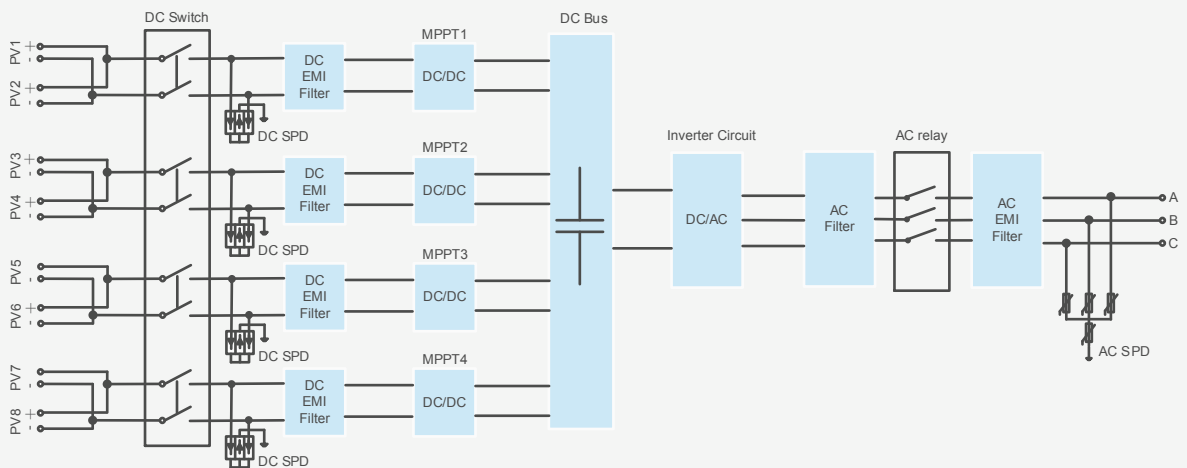 DC Switch
DC Bus
PV1 + -
PV2 + -
MPPT1
DC EMI Filter
DC/DC
DC SPD
PV3 + -
PV4 + -
MPPT2
DC EMI Filter
DC/DC
DC SPD
PV5 + -
PV6 + -
MPPT3
DC EMI Filter
DC/DC
DC SPD
PV7 + -
PV8 + -
MPPT4
DC EMI Filter
DC/DC
DC SPD
Inverter Circuit
DC/AC
AC
Filter
AC relay
AC
EMI
Filter
A
B
C
AC SPD